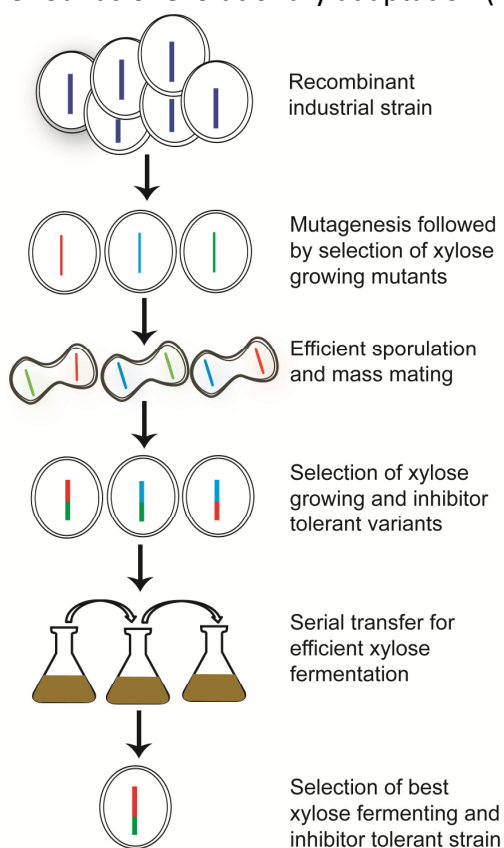 Recombinant
industrial strain
Mutagenesis followed
by selection of xylose
growing mutants
Efficient sporulation
and mass mating
Selection of xylose
growing and inhibitor
tolerant variants
Serial transfer for
efficient xylose
fermentation
Selection of best
xylose fermenting and
inhibitor tolerant strain